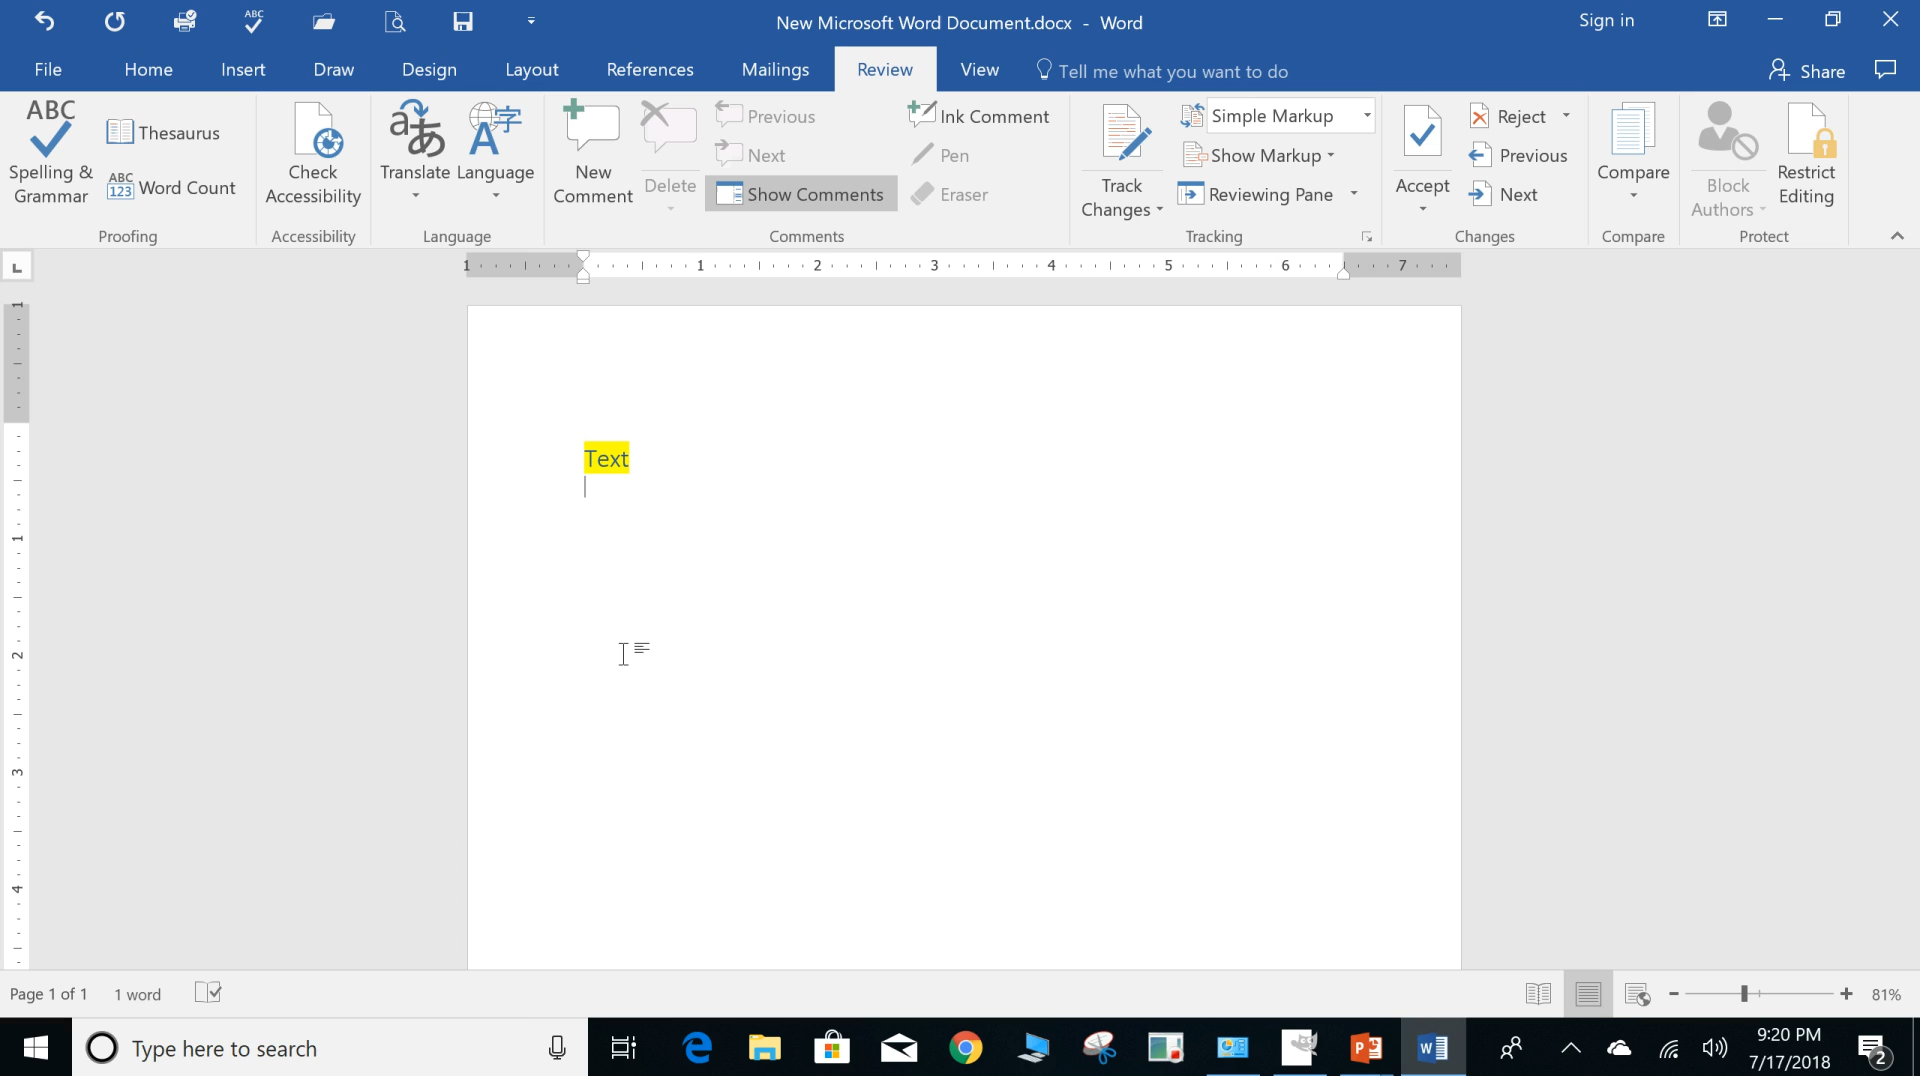 ABC
New Microsoft Word Document.docx - Word
Sign in
File Home Insert Draw Design Layout References Mailings Review View Tell me what you want to do
Share
ABC
Spelling &
Grammar
Thesaurus
ABC
123 Word Count
Proofing
Check
Accessibility
Accessibility
Translate
Language
Language
New
Comment
Delete
Previous
Next
Show Comments
Ink Comment
Pen
Eraser
Comments
Track
Changes
Simple Markup
Show Markup
Reviewing Pane
Tracking
Accept
Reject
Previous
Next
Changes
Compare
Compare
Block
Authors
Restrict
Editing
Protect
L
1 1 2 3 4 5 6 7
1
1
2
3
4
Text
Page 1 of 1 1 word
81%
Type here to search
9:20 PM
7/17/2018
2